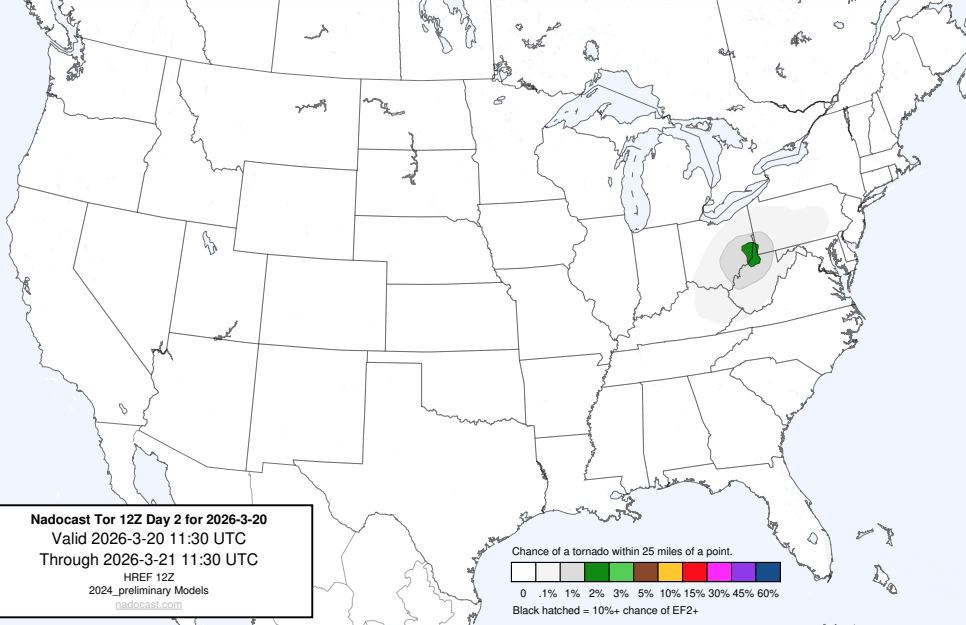 Nadocast Tor 12Z Day 2 for 2026-3-20
Valid 2026-3-20 11:30 UTC
Through 2026-3-21 11:30 UTC
HREF 12Z
2024_preliminary Models
nadocast.com
Chance of a tornado within 25 miles of a point.
0 .1% 1% 2% 3% 5% 10% 15% 30% 45% 60%
Black hatched = 10%+ chance of EF2+